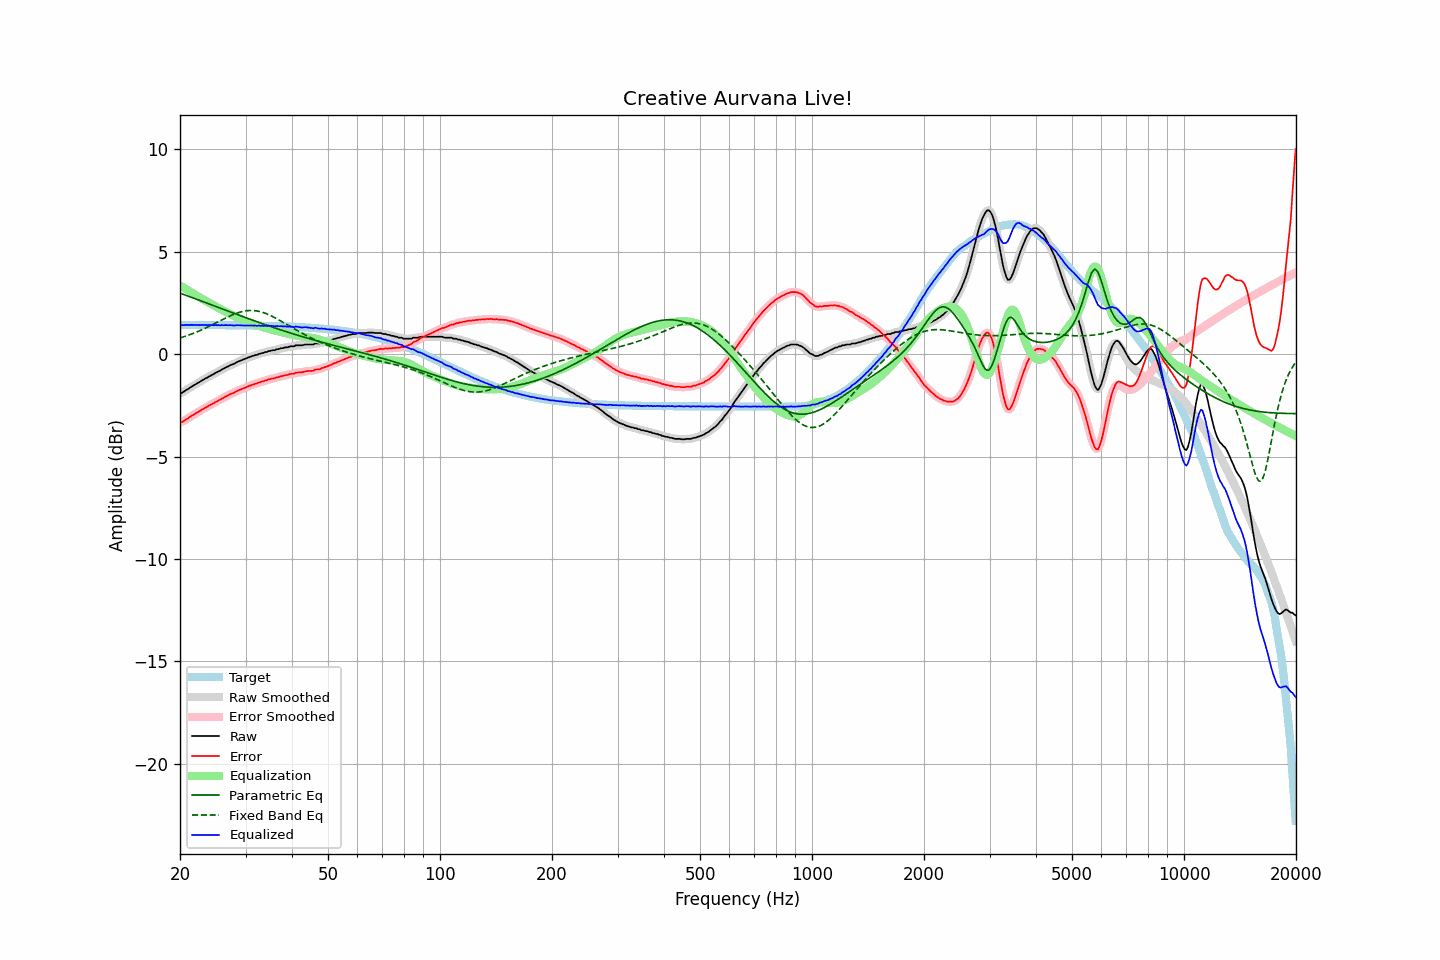 Creative Aurvana Live!
10
5
0
−5
−10
−15
−20
Amplitude (dBr)
Target
Raw Smoothed
Error Smoothed
Raw
Error
Equalization
Parametric Eq
Fixed Band Eq
Equalized
20 50 100 200 500 1000 2000 5000 10000 20000
Frequency (Hz)